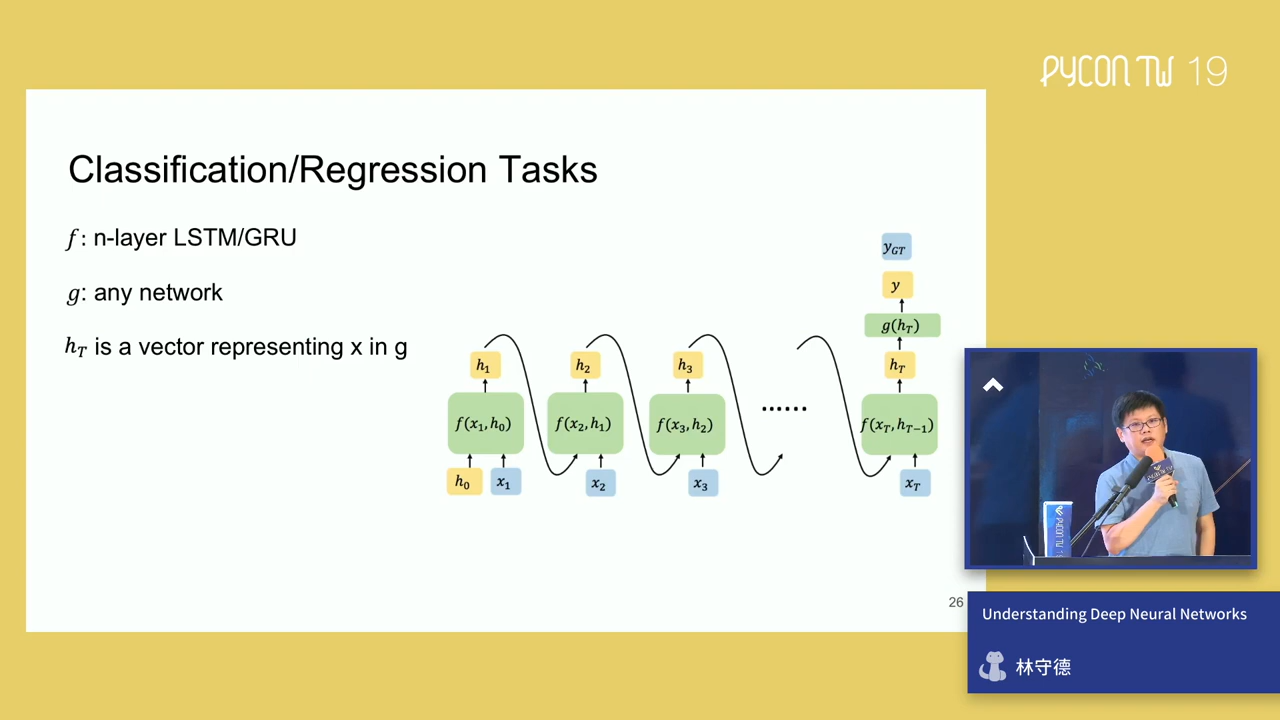 PYCON TW 19
Classification/Regression Tasks
f: n-layer LSTM/GRU
g: any network
h_T is a vector representing x in g
y_GT
y
g(h_T)
h_1 h_2 h_3 h_T
f(x_1, h_0) f(x_2, h_1) f(x_3, h_2) ...... f(x_T, h_{T-1})
h_0 x_1 x_2 x_3 x_T
26
Understanding Deep Neural Networks
林守德